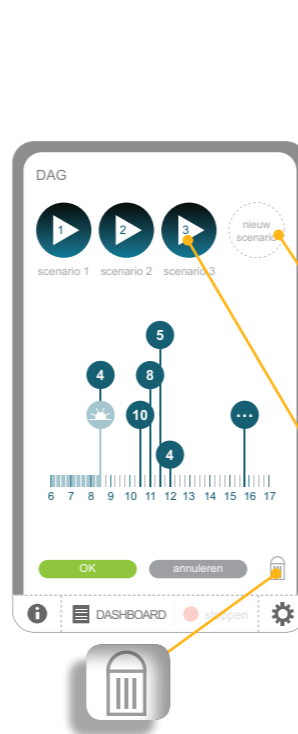 DAG
1 2 3 nieuw
scenario
scenario 1 scenario 2 scenario 3
5
4 8
10 ...
4
6 7 8 9 10 11 12 13 14 15 16 17
OK annuleren
DASHBOARD stoppen